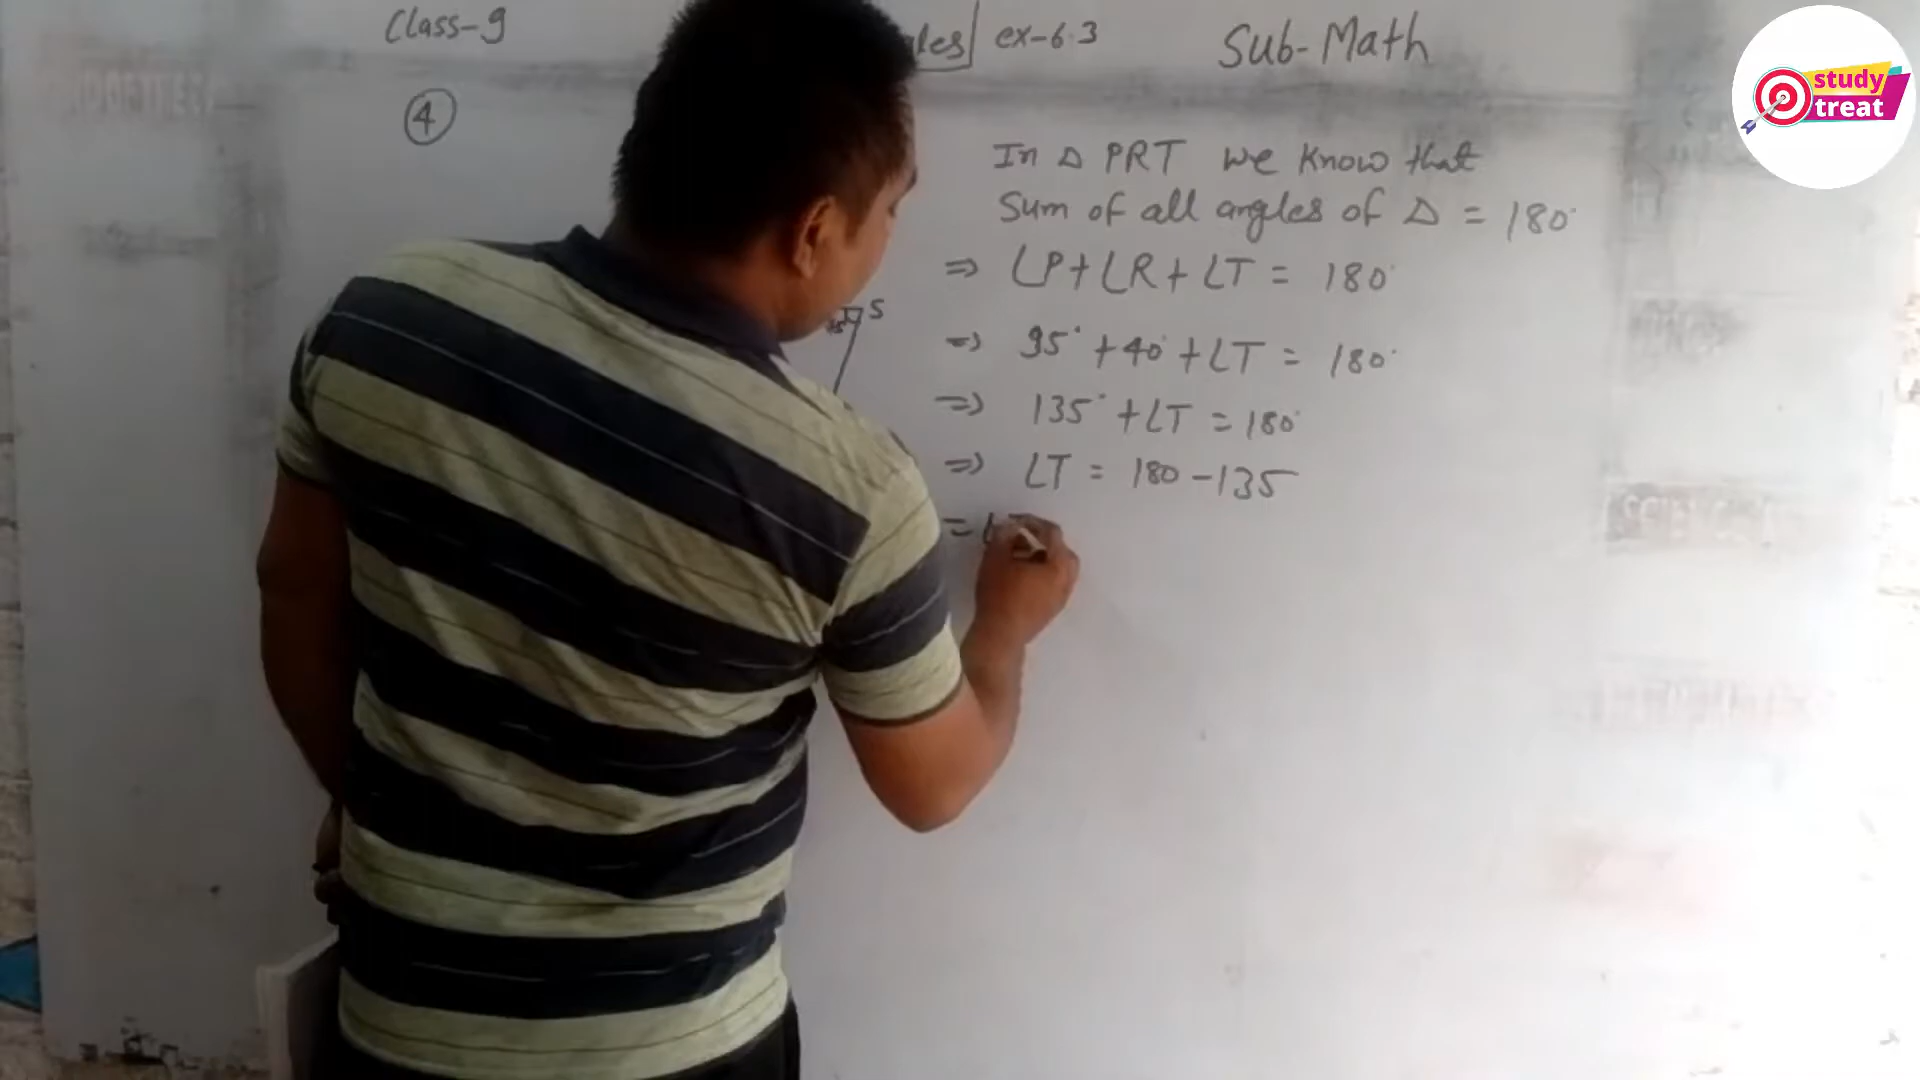 Class-9
ex-6.3
Sub-Math
study
treat
4
In Δ PRT we know that
Sum of all angles of Δ = 180°
⇒ ∠P+∠R+∠T = 180°
S
⇒ 95° +40° +∠T = 180°
⇒ 135° +∠T = 180°
⇒ ∠T = 180 -135
=